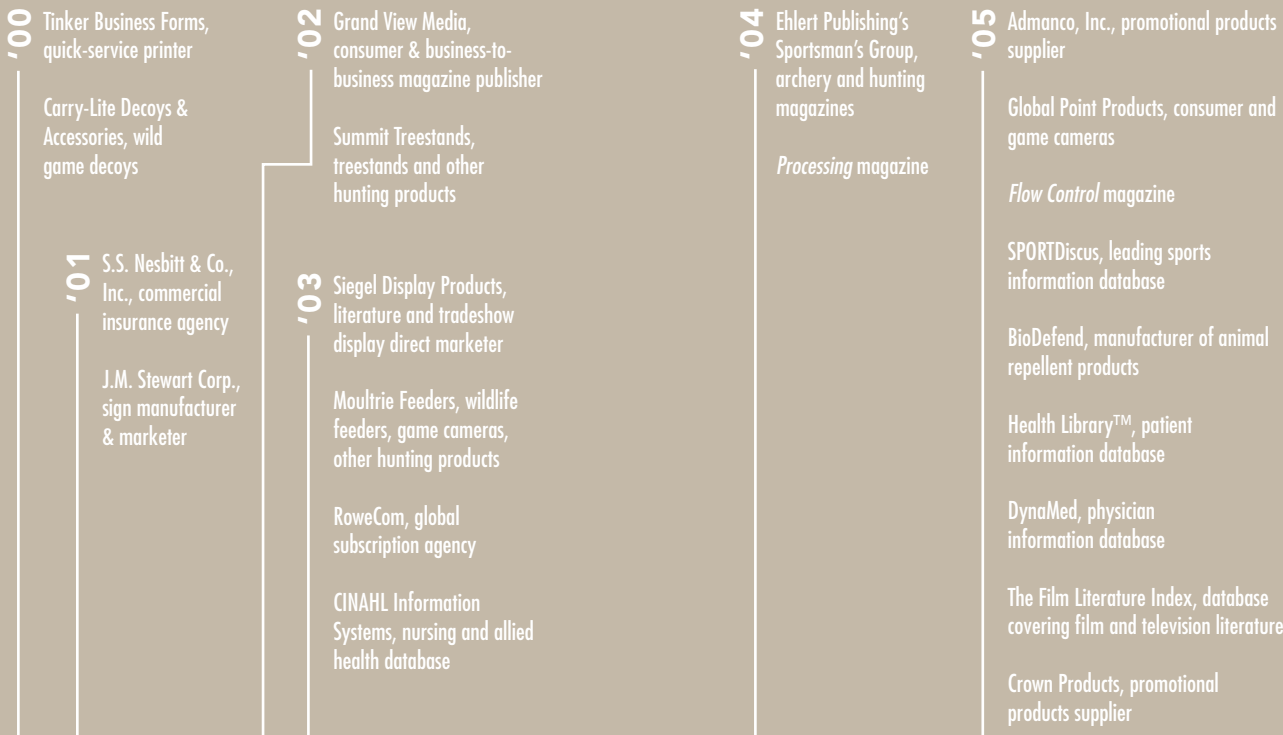 '00
Tinker Business Forms,
quick-service printer
Carry-Lite Decoys &
Accessories, wild
game decoys
'01
S.S. Nesbitt & Co.,
Inc., commercial
insurance agency
J.M. Stewart Corp.,
sign manufacturer
& marketer
'02
Grand View Media,
consumer & business-to-
business magazine publisher
Summit Treestands,
treestands and other
hunting products
'03
Siegel Display Products,
literature and tradeshow
display direct marketer
Moultrie Feeders, wildlife
feeders, game cameras,
other hunting products
RoweCom, global
subscription agency
CINAHL Information
Systems, nursing and allied
health database
'04
Ehlert Publishing's
Sportsman's Group,
archery and hunting
magazines
Processing magazine
'05
Admanco, Inc., promotional products
supplier
Global Point Products, consumer and
game cameras
Flow Control magazine
SPORTDiscus, leading sports
information database
BioDefend, manufacturer of animal
repellent products
Health Library™, patient
information database
DynaMed, physician
information database
The Film Literature Index, database
covering film and television literature
Crown Products, promotional
products supplier